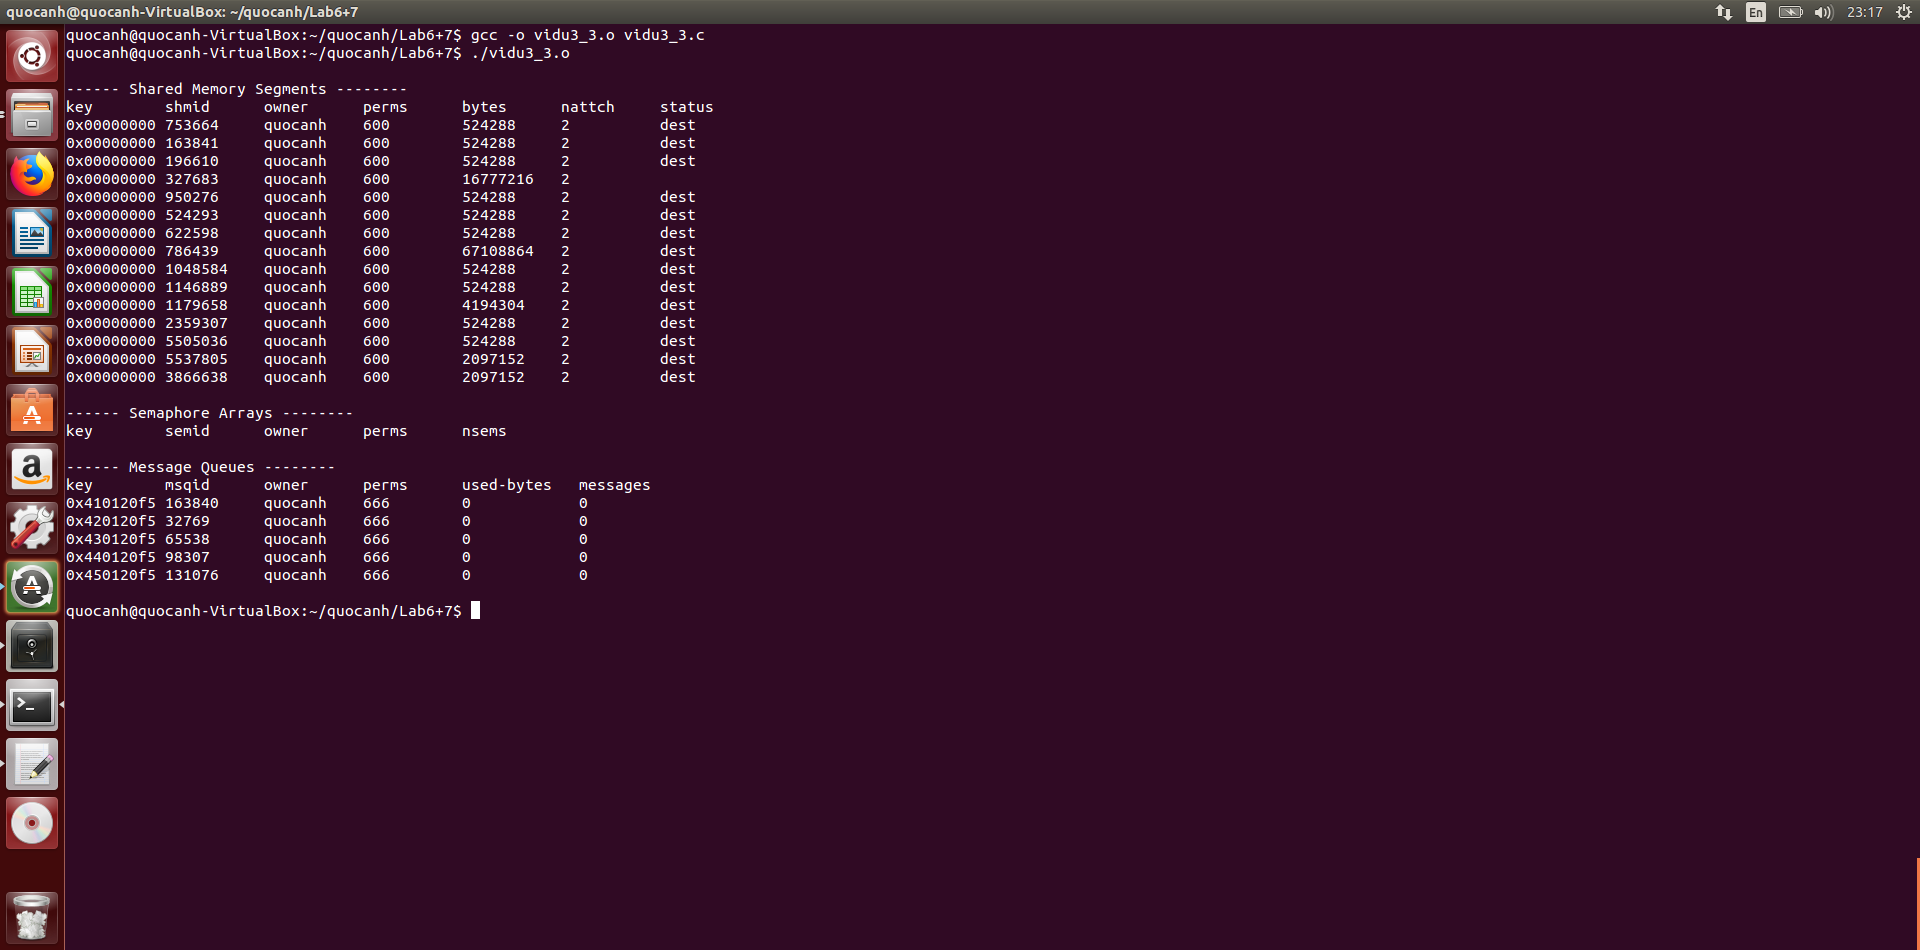 quocanh@quocanh-VirtualBox: ~/quocanh/Lab6+7
En 23:17
quocanh@quocanh-VirtualBox:~/quocanh/Lab6+7$ gcc -o vidu3_3.o vidu3_3.c
quocanh@quocanh-VirtualBox:~/quocanh/Lab6+7$ ./vidu3_3.o
------ Shared Memory Segments --------
key shmid owner perms bytes nattch status
0x00000000 753664 quocanh 600 524288 2 dest
0x00000000 163841 quocanh 600 524288 2 dest
0x00000000 196610 quocanh 600 524288 2 dest
0x00000000 327683 quocanh 600 16777216 2
0x00000000 950276 quocanh 600 524288 2 dest
0x00000000 524293 quocanh 600 524288 2 dest
0x00000000 622598 quocanh 600 524288 2 dest
0x00000000 786439 quocanh 600 67108864 2 dest
0x00000000 1048584 quocanh 600 524288 2 dest
0x00000000 1146889 quocanh 600 524288 2 dest
0x00000000 1179658 quocanh 600 4194304 2 dest
0x00000000 2359307 quocanh 600 524288 2 dest
0x00000000 5505036 quocanh 600 524288 2 dest
0x00000000 5537805 quocanh 600 2097152 2 dest
0x00000000 3866638 quocanh 600 2097152 2 dest
------ Semaphore Arrays --------
key semid owner perms nsems
------ Message Queues --------
key msqid owner perms used-bytes messages
0x410120f5 163840 quocanh 666 0 0
0x420120f5 32769 quocanh 666 0 0
0x430120f5 65538 quocanh 666 0 0
0x440120f5 98307 quocanh 666 0 0
0x450120f5 131076 quocanh 666 0 0
quocanh@quocanh-VirtualBox:~/quocanh/Lab6+7$